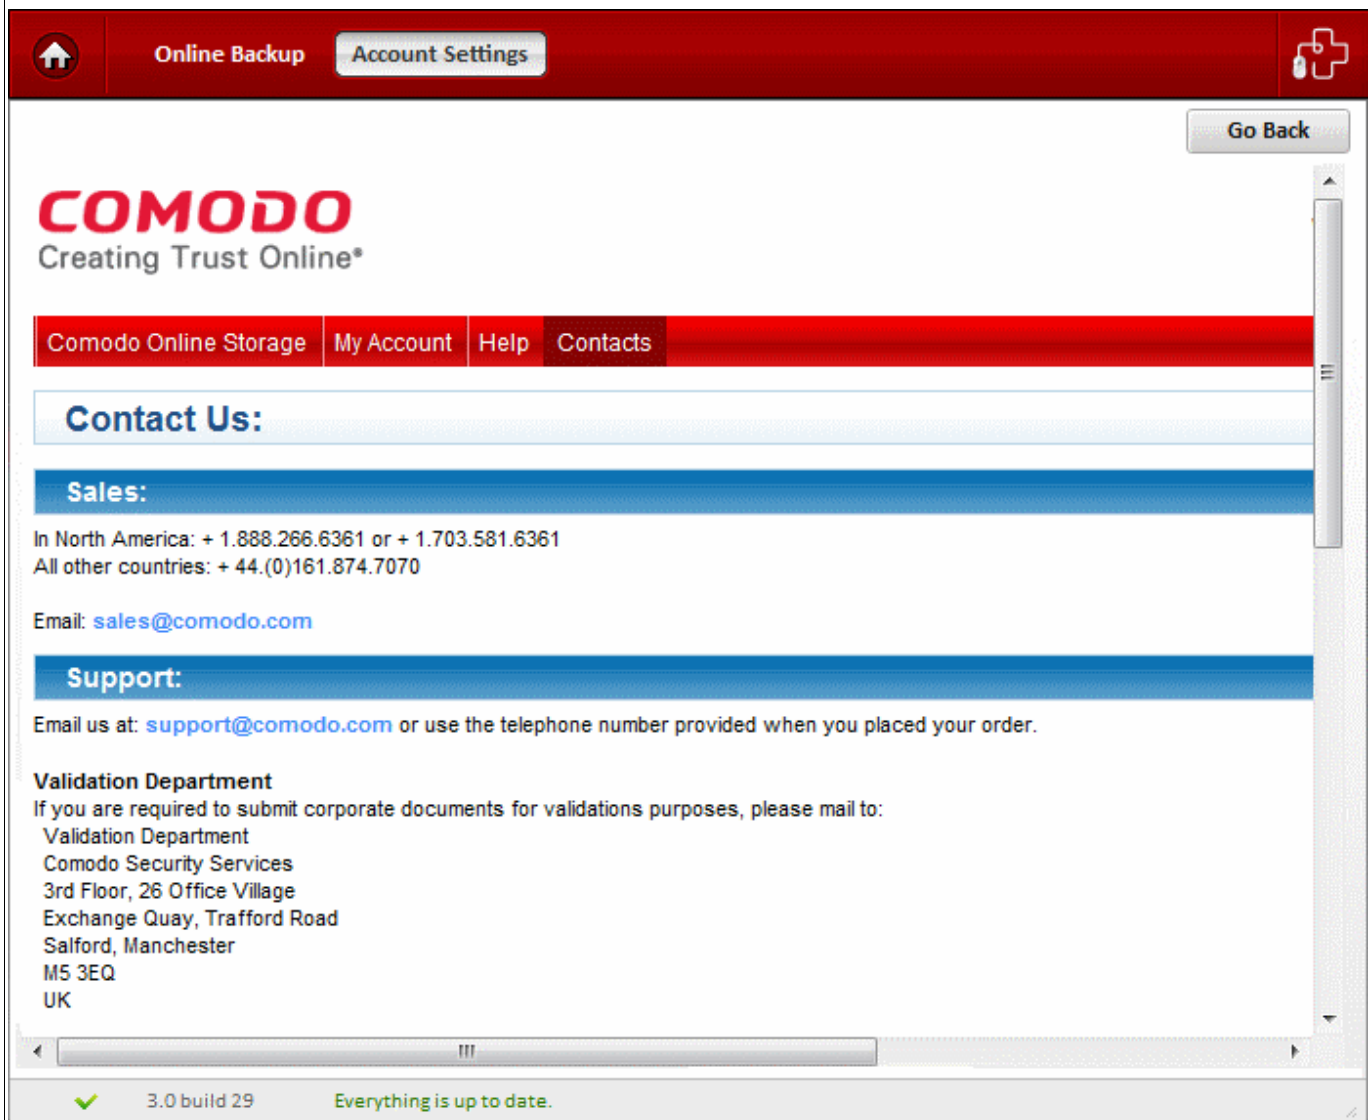 Online Backup Account Settings
Go Back
COMODO
Creating Trust Online®
Comodo Online Storage My Account Help Contacts
Contact Us:
Sales:
In North America: + 1.888.266.6361 or + 1.703.581.6361
All other countries: + 44.(0)161.874.7070
Email: sales@comodo.com
Support:
Email us at: support@comodo.com or use the telephone number provided when you placed your order.
Validation Department
If you are required to submit corporate documents for validations purposes, please mail to:
Validation Department
Comodo Security Services
3rd Floor, 26 Office Village
Exchange Quay, Trafford Road
Salford, Manchester
M5 3EQ
UK
3.0 build 29 Everything is up to date.